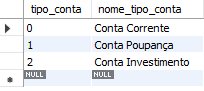 tipo_conta nome_tipo_conta
0 Conta Corrente
1 Conta Poupança
2 Conta Investimento
NULL NULL